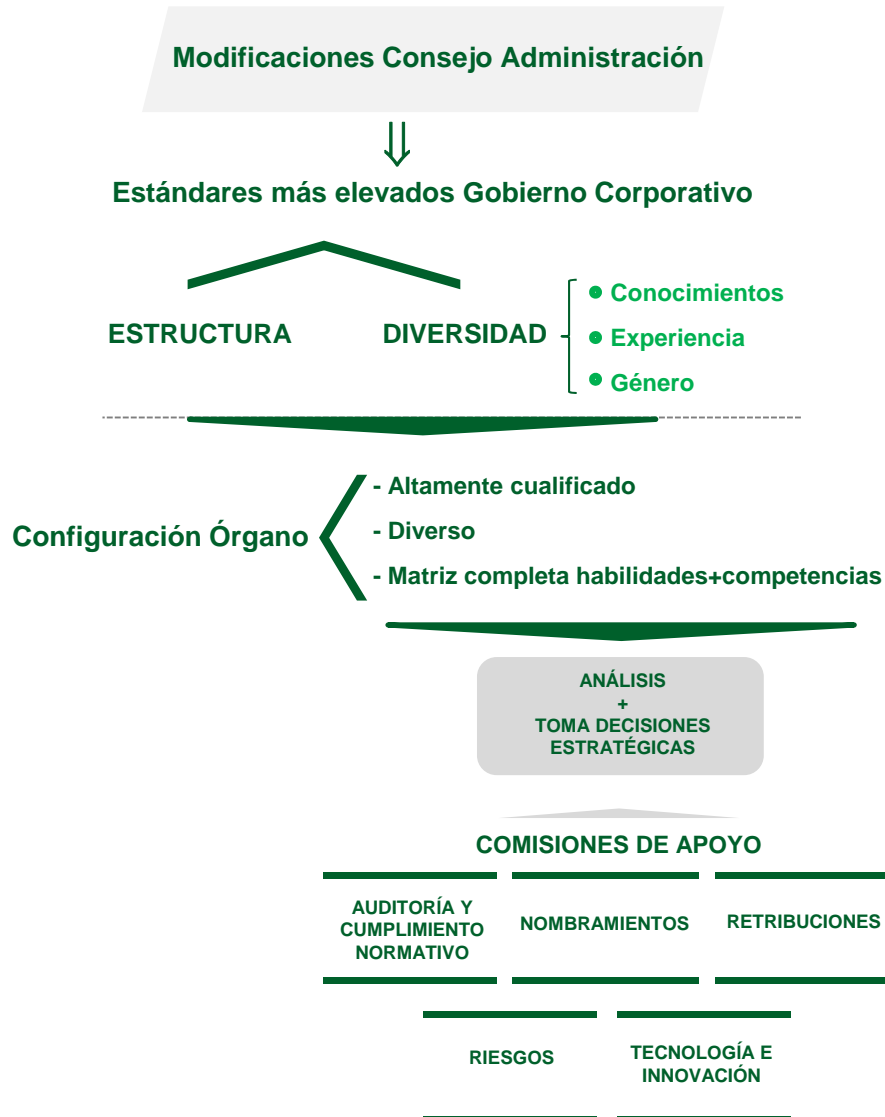 Modificaciones Consejo Administración
Estándares más elevados Gobierno Corporativo
ESTRUCTURA
DIVERSIDAD
Conocimientos
Experiencia
Género
Configuración Órgano
- Altamente cualificado
- Diverso
- Matriz completa habilidades+competencias
ANÁLISIS
+
TOMA DECISIONES
ESTRATÉGICAS
COMISIONES DE APOYO
AUDITORÍA Y
CUMPLIMIENTO
NORMATIVO
NOMBRAMIENTOS
RETRIBUCIONES
RIESGOS
TECNOLOGÍA E
INNOVACIÓN